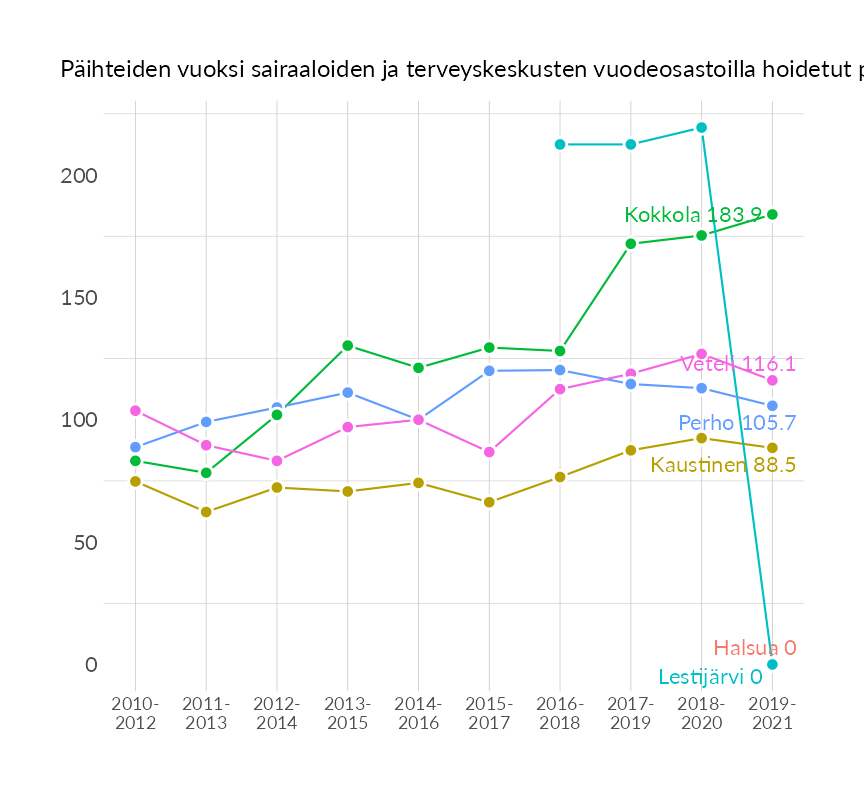 Päihteiden vuoksi sairaaloiden ja terveyskeskusten vuodeosastoilla hoidetut
200
150
100
50
0
Kokkola 183.9
Veteli 116.1
Perho 105.7
Kaustinen 88.5
Halsua 0
Lestijärvi 0
2010- 2011- 2012- 2013- 2014- 2015- 2016- 2017- 2018- 2019-
2012 2013 2014 2015 2016 2017 2018 2019 2020 2021